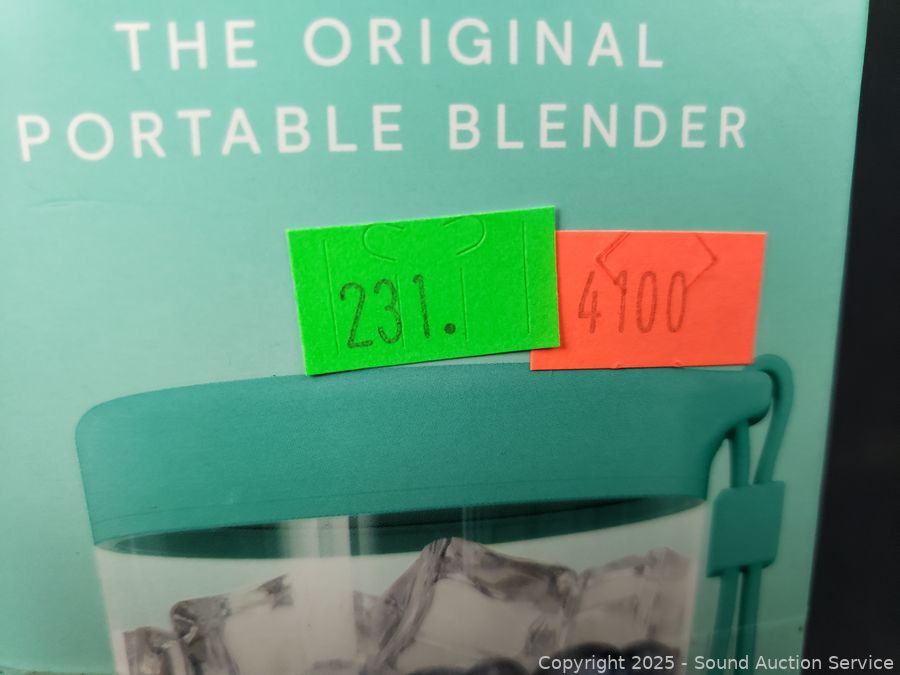 THE ORIGINAL
PORTABLE BLENDER
231.
4100
Copyright 2025 - Sound Auction Service